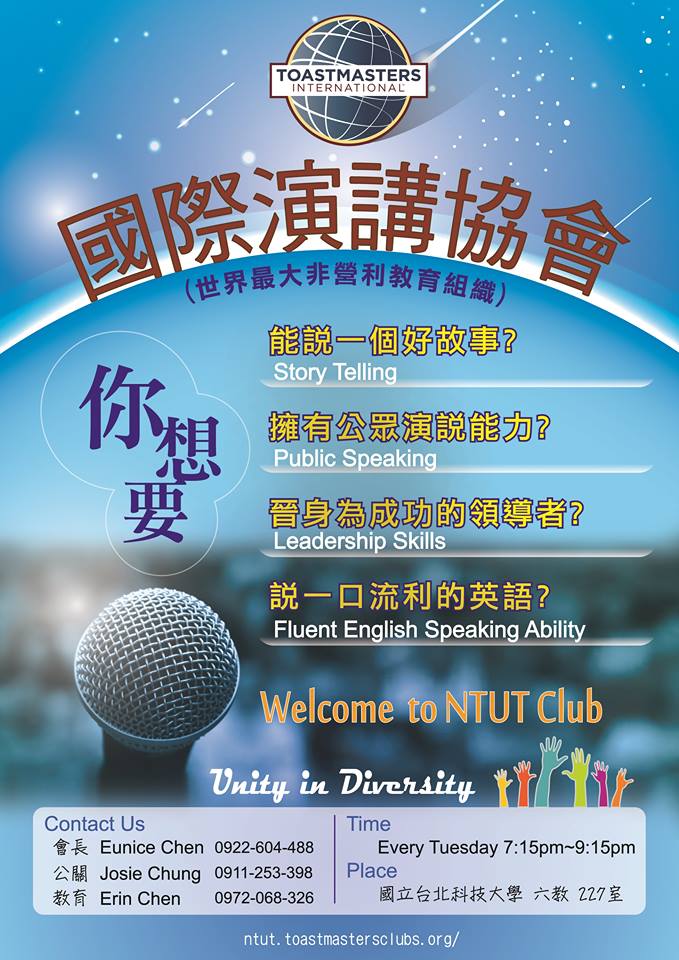 TOASTMASTERS
INTERNATIONAL
國際演講協會
(世界最大非營利教育組織)
你想要
能說一個好故事?
Story Telling
擁有公眾演說能力?
Public Speaking
晉身為成功的領導者?
Leadership Skills
說一口流利的英語?
Fluent English Speaking Ability
Welcome to NTUT Club
Unity in Diversity
Contact Us
會長 Eunice Chen 0922-604-488
公關 Josie Chung 0911-253-398
教育 Erin Chen 0972-068-326
Time
Every Tuesday 7:15pm~9:15pm
Place
國立台北科技大學 六教 227室
ntut.toastmastersclubs.org/